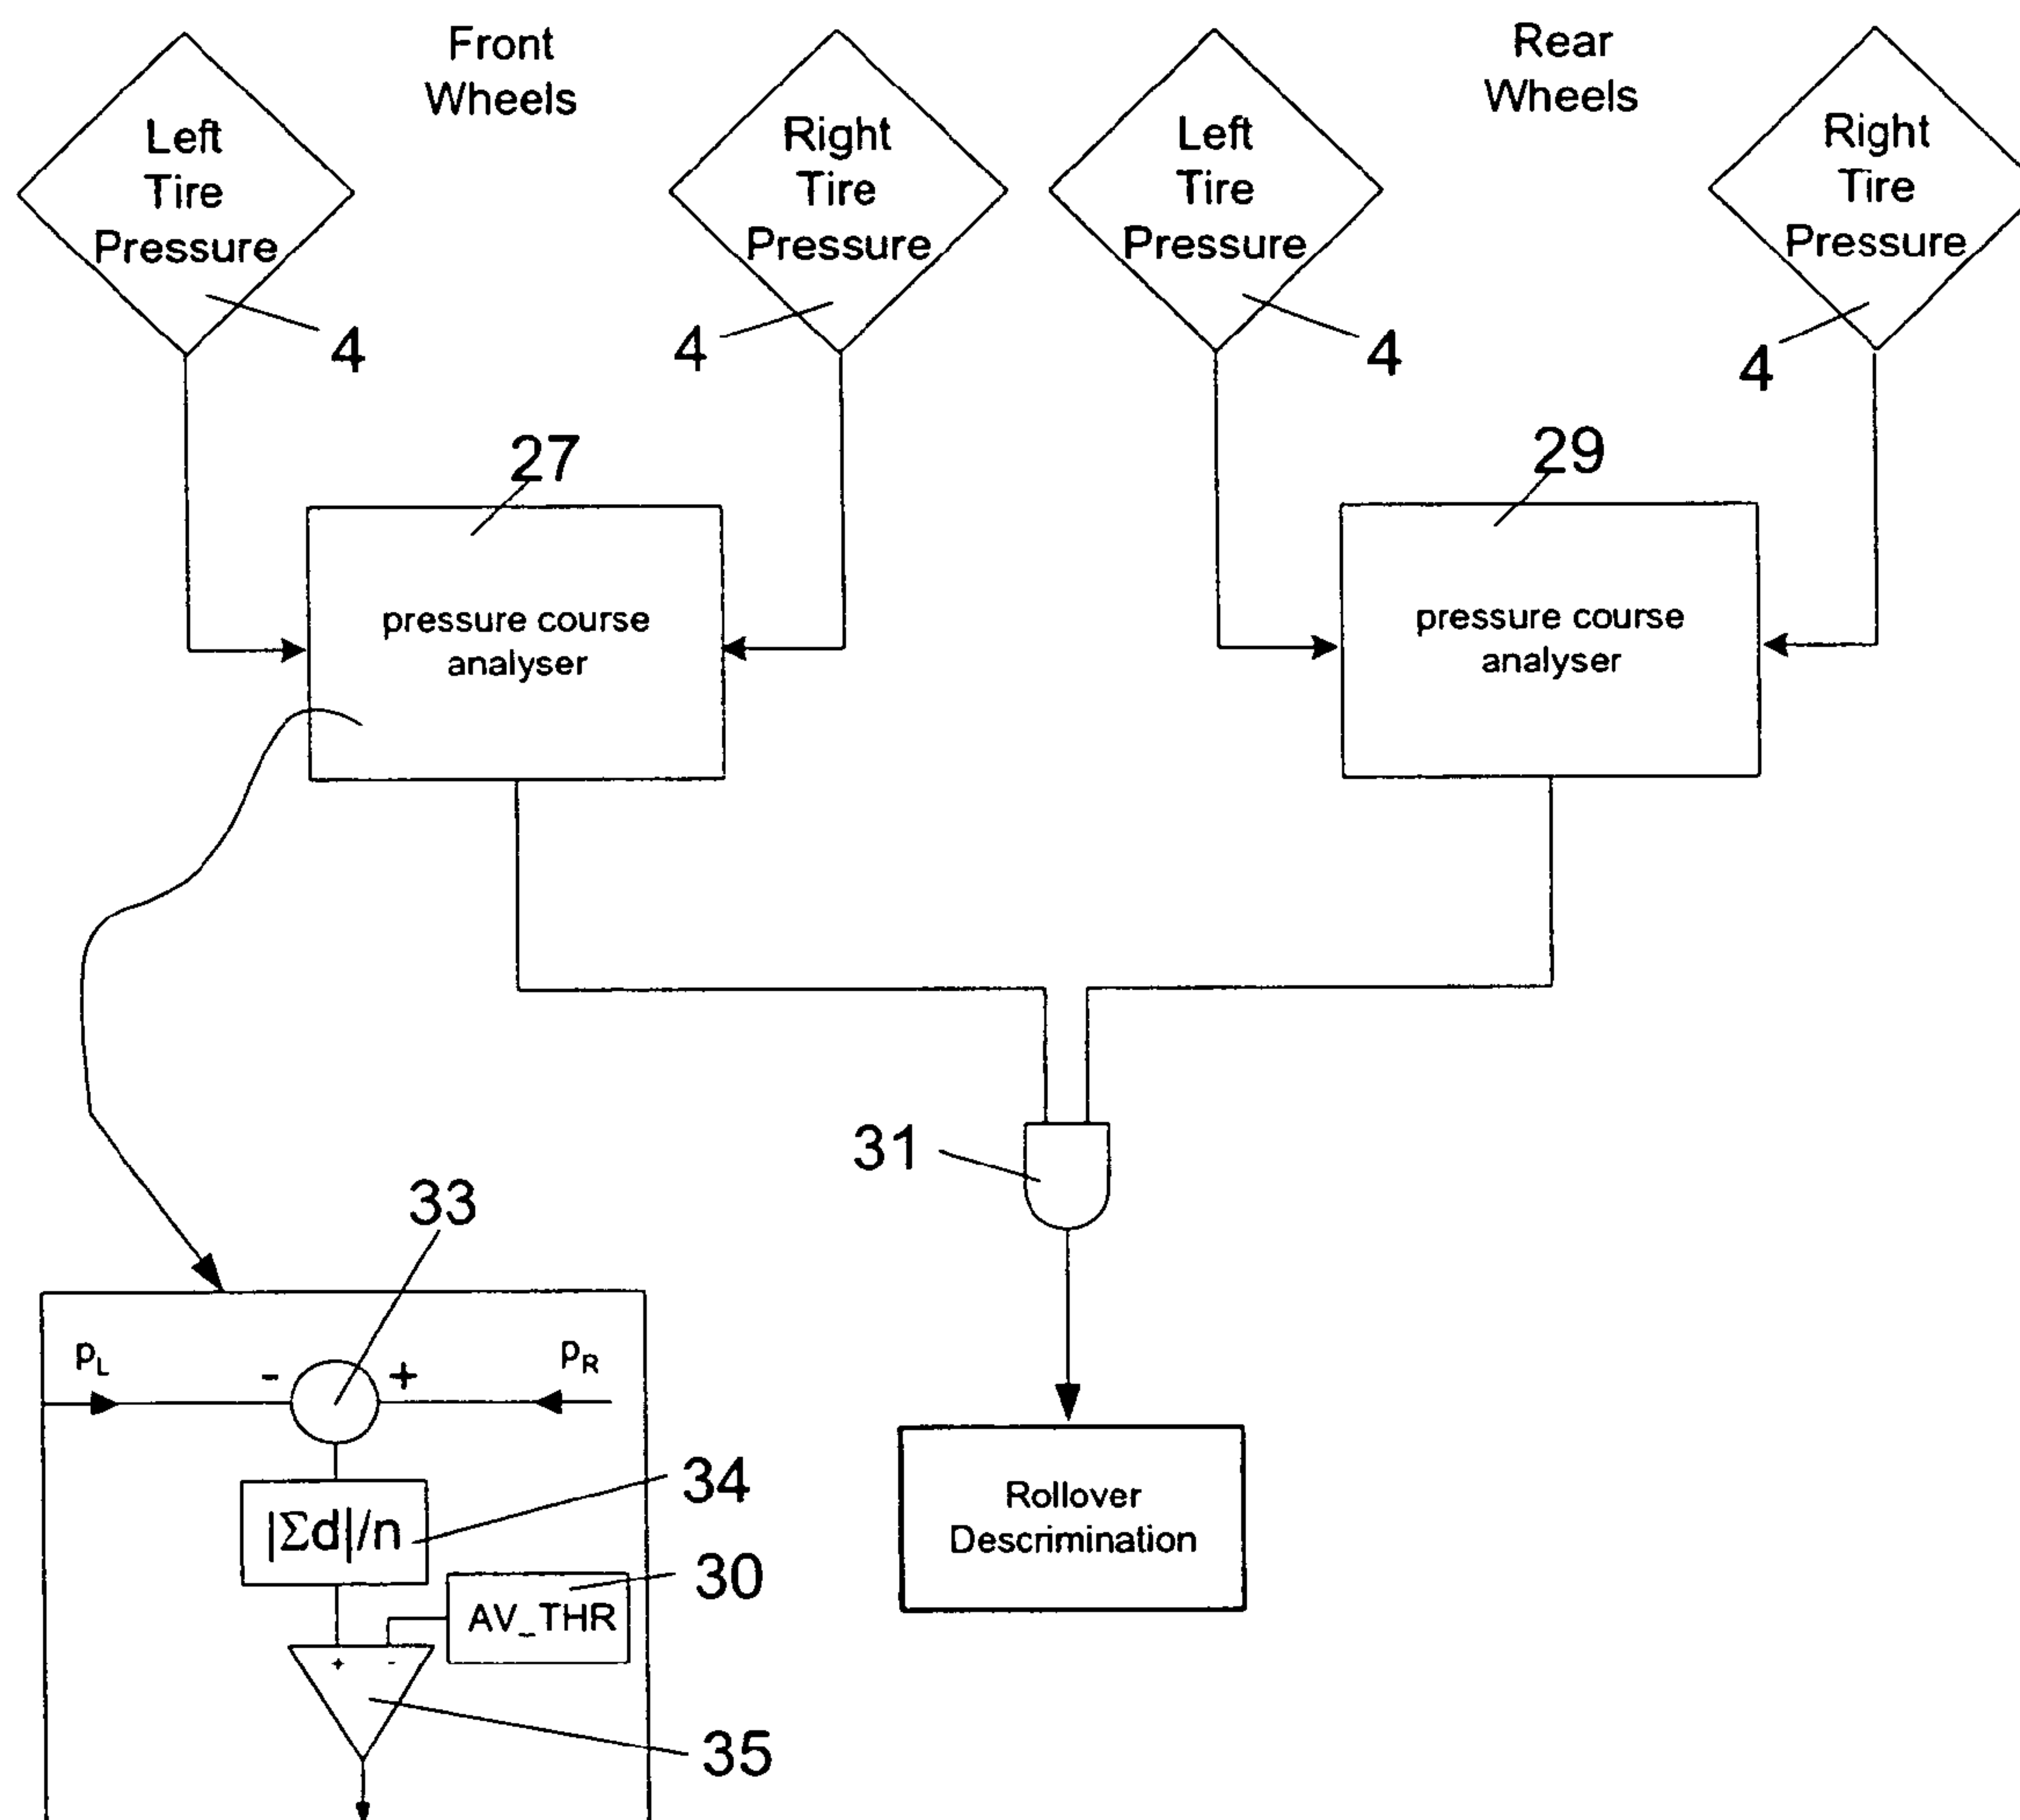 Front
Wheels
Rear
Wheels
Left
Tire
Pressure
Right
Tire
Pressure
Left
Tire
Pressure
Right
Tire
Pressure
4
4
4
4
27
29
pressure course
analyser
pressure course
analyser
31
33
pL
-
+
pR
|Σd|/n
34
30
AV_THR
+ -
35
Rollover
Descrimination